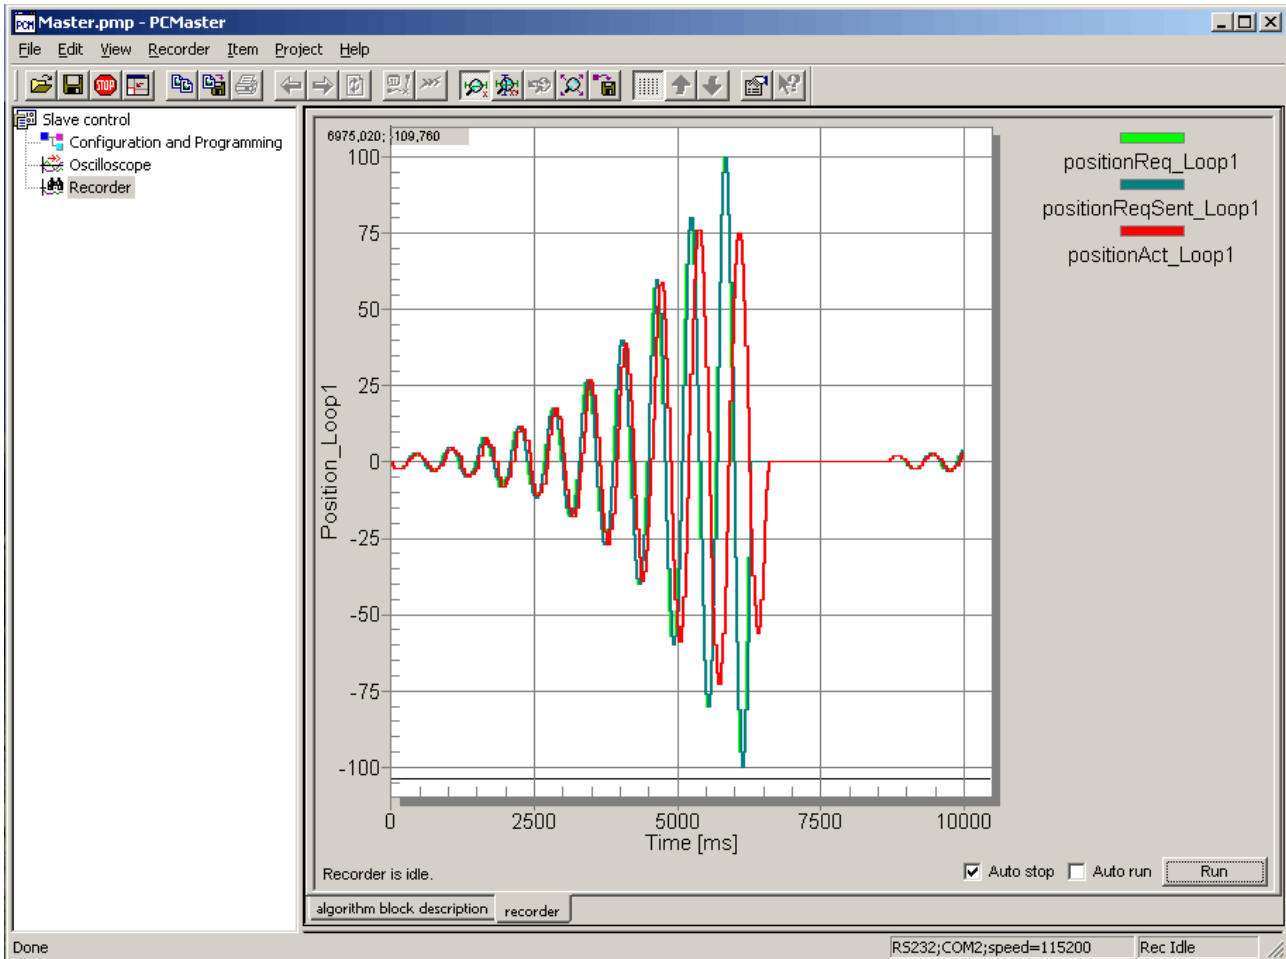 Master.pmp - PCMaster
File Edit View Recorder Item Project Help
Slave control
Configuration and Programming
Oscilloscope
Recorder
6975,020; -109,760
100
75
50
25
0
-25
-50
-75
-100
Position_Loop1
0 2500 5000 7500 10000
Time [ms]
positionReq_Loop1
positionReqSent_Loop1
positionAct_Loop1
Recorder is idle.
Auto stop Auto run Run
algorithm block description recorder
Done
RS232;COM2;speed=115200 Rec Idle